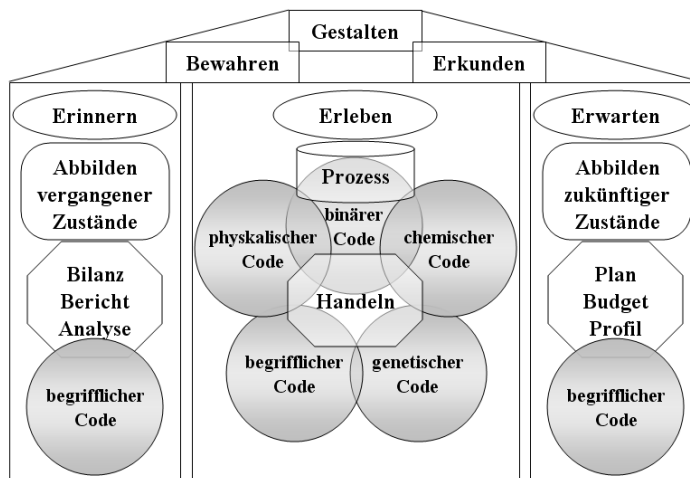 Gestalten
Bewahren
Erkunden
Erinnern
Erleben
Erwarten
Abbilden
vergangener
Zustände
Prozess
binärer
Code
physkalischer
Code
chemischer
Code
Abbilden
zukünftiger
Zustände
Bilanz
Bericht
Analyse
Handeln
Plan
Budget
Profil
begrifflicher
Code
begrifflicher
Code
genetischer
Code
begrifflicher
Code